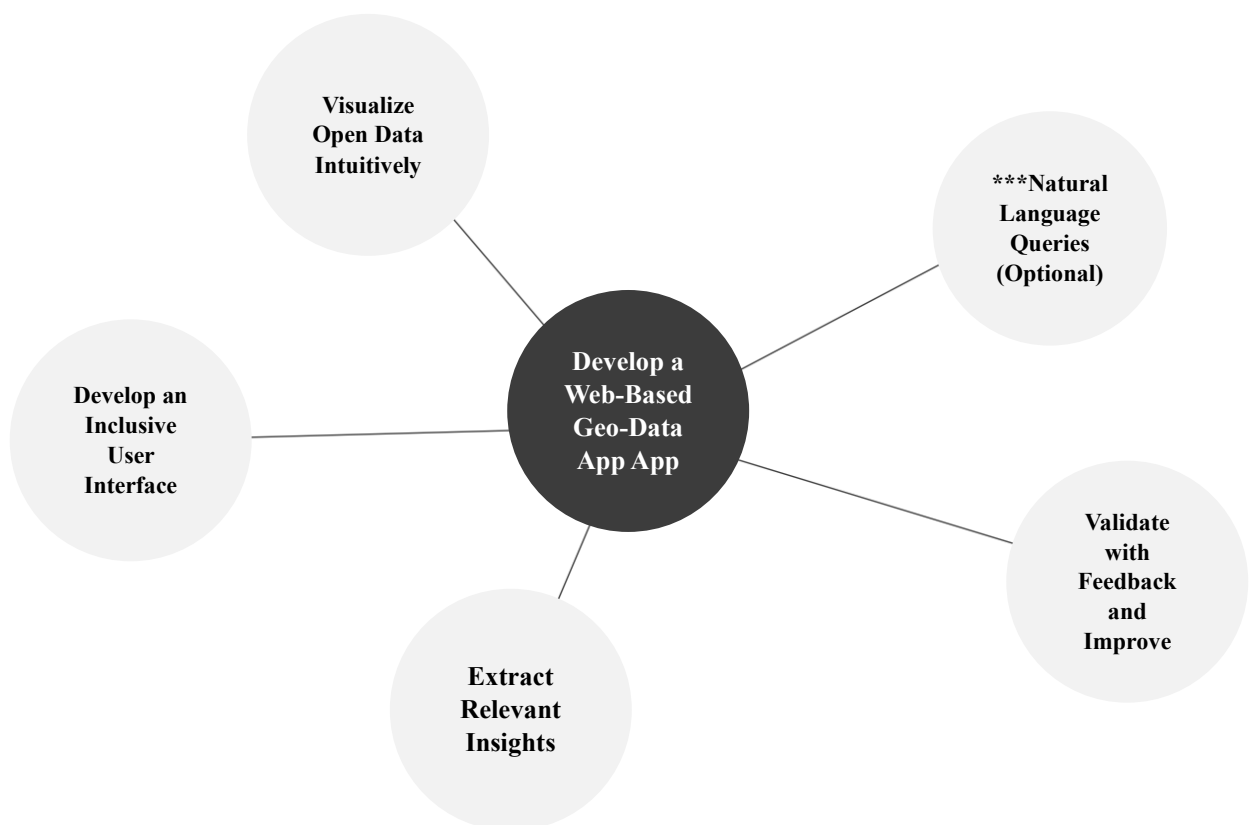 Visualize
Open Data
Intuitively
***Natural
Language
Queries
(Optional)
Develop a
Web-Based
Geo-Data
App App
Develop an
Inclusive
User
Interface
Validate
with
Feedback
and
Improve
Extract
Relevant
Insights